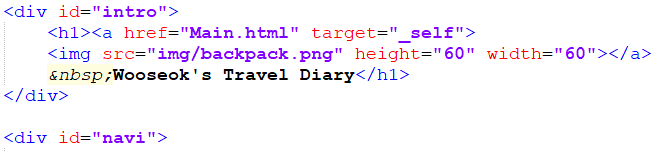 <div id="intro">
<h1><a href="Main.html" target="_self">
<img src="img/backpack.png" height="60" width="60"></a>
&nbsp;Wooseok's Travel Diary</h1>
</div>
<div id="navi">